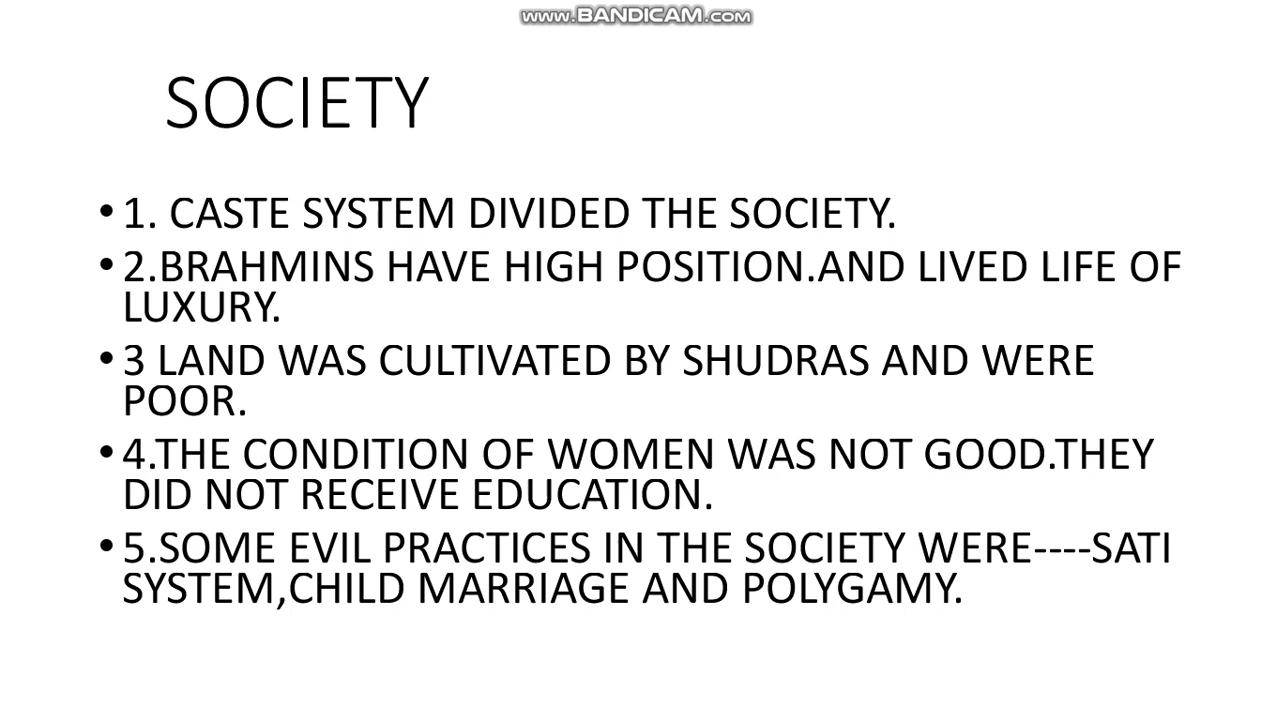 www.BANDICAM.com
SOCIETY
• 1. CASTE SYSTEM DIVIDED THE SOCIETY.
• 2.BRAHMINS HAVE HIGH POSITION.AND LIVED LIFE OF
LUXURY.
• 3 LAND WAS CULTIVATED BY SHUDRAS AND WERE
POOR.
• 4.THE CONDITION OF WOMEN WAS NOT GOOD.THEY
DID NOT RECEIVE EDUCATION.
• 5.SOME EVIL PRACTICES IN THE SOCIETY WERE----SATI
SYSTEM,CHILD MARRIAGE AND POLYGAMY.